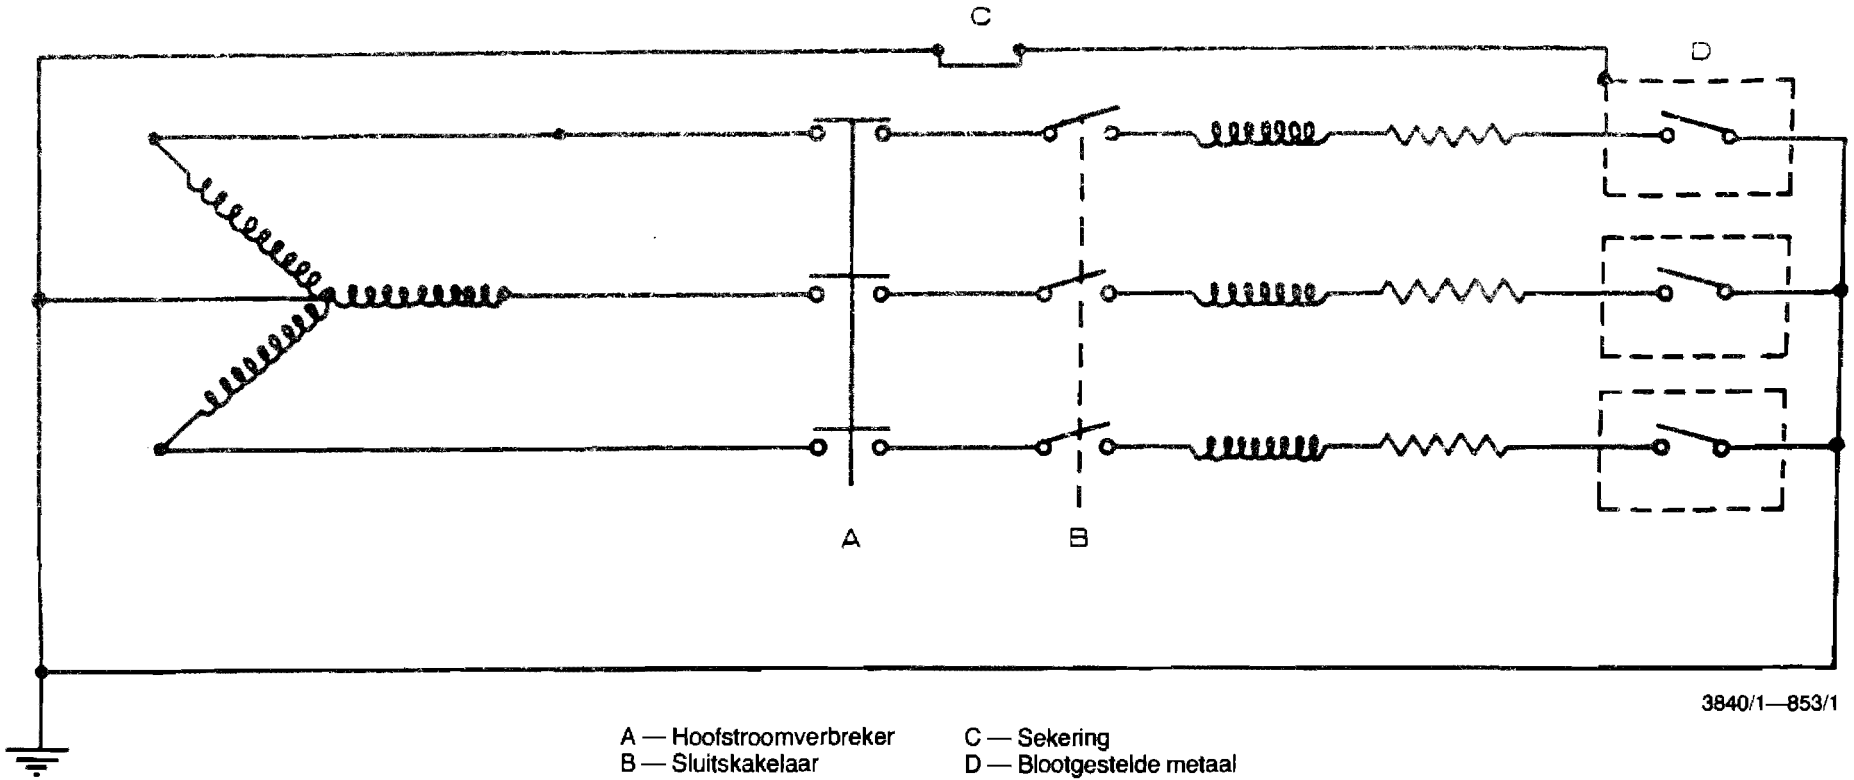 C
D
A
B
3840/1—853/1
A — Hoofstroomverbreker
C — Sekering
B — Sluitskakelaar
D — Blootgestelde metaal